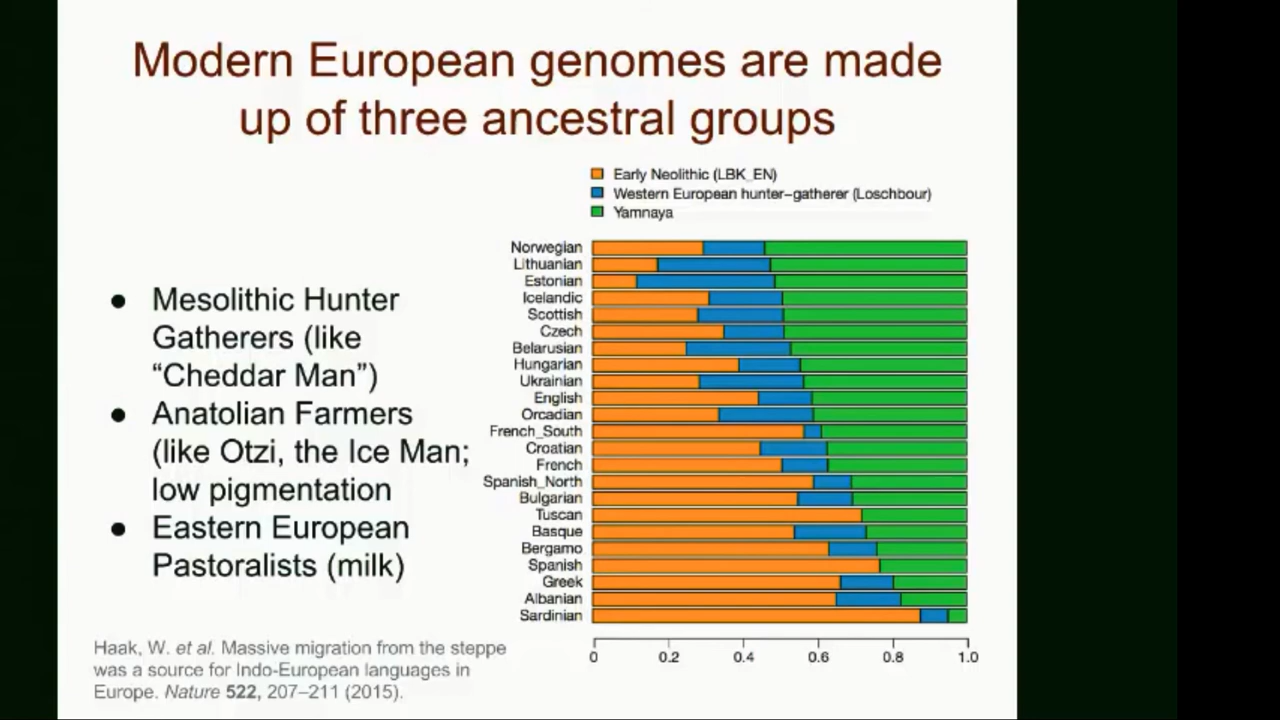 Modern European genomes are made
up of three ancestral groups
Early Neolithic (LBK_EN)
Western European hunter-gatherer (Loschbour)
Yamnaya
● Mesolithic Hunter
Gatherers (like
“Cheddar Man”)
● Anatolian Farmers
(like Otzi, the Ice Man;
low pigmentation
● Eastern European
Pastoralists (milk)
Norwegian
Lithuanian
Estonian
Icelandic
Scottish
Czech
Belarusian
Hungarian
Ukrainian
English
Orcadian
French_South
Croatian
French
Spanish_North
Bulgarian
Tuscan
Basque
Bergamo
Spanish
Greek
Albanian
Sardinian
0 0.2 0.4 0.6 0.8 1.0
Haak, W. et al. Massive migration from the steppe
was a source for Indo-European languages in
Europe. Nature 522, 207–211 (2015).